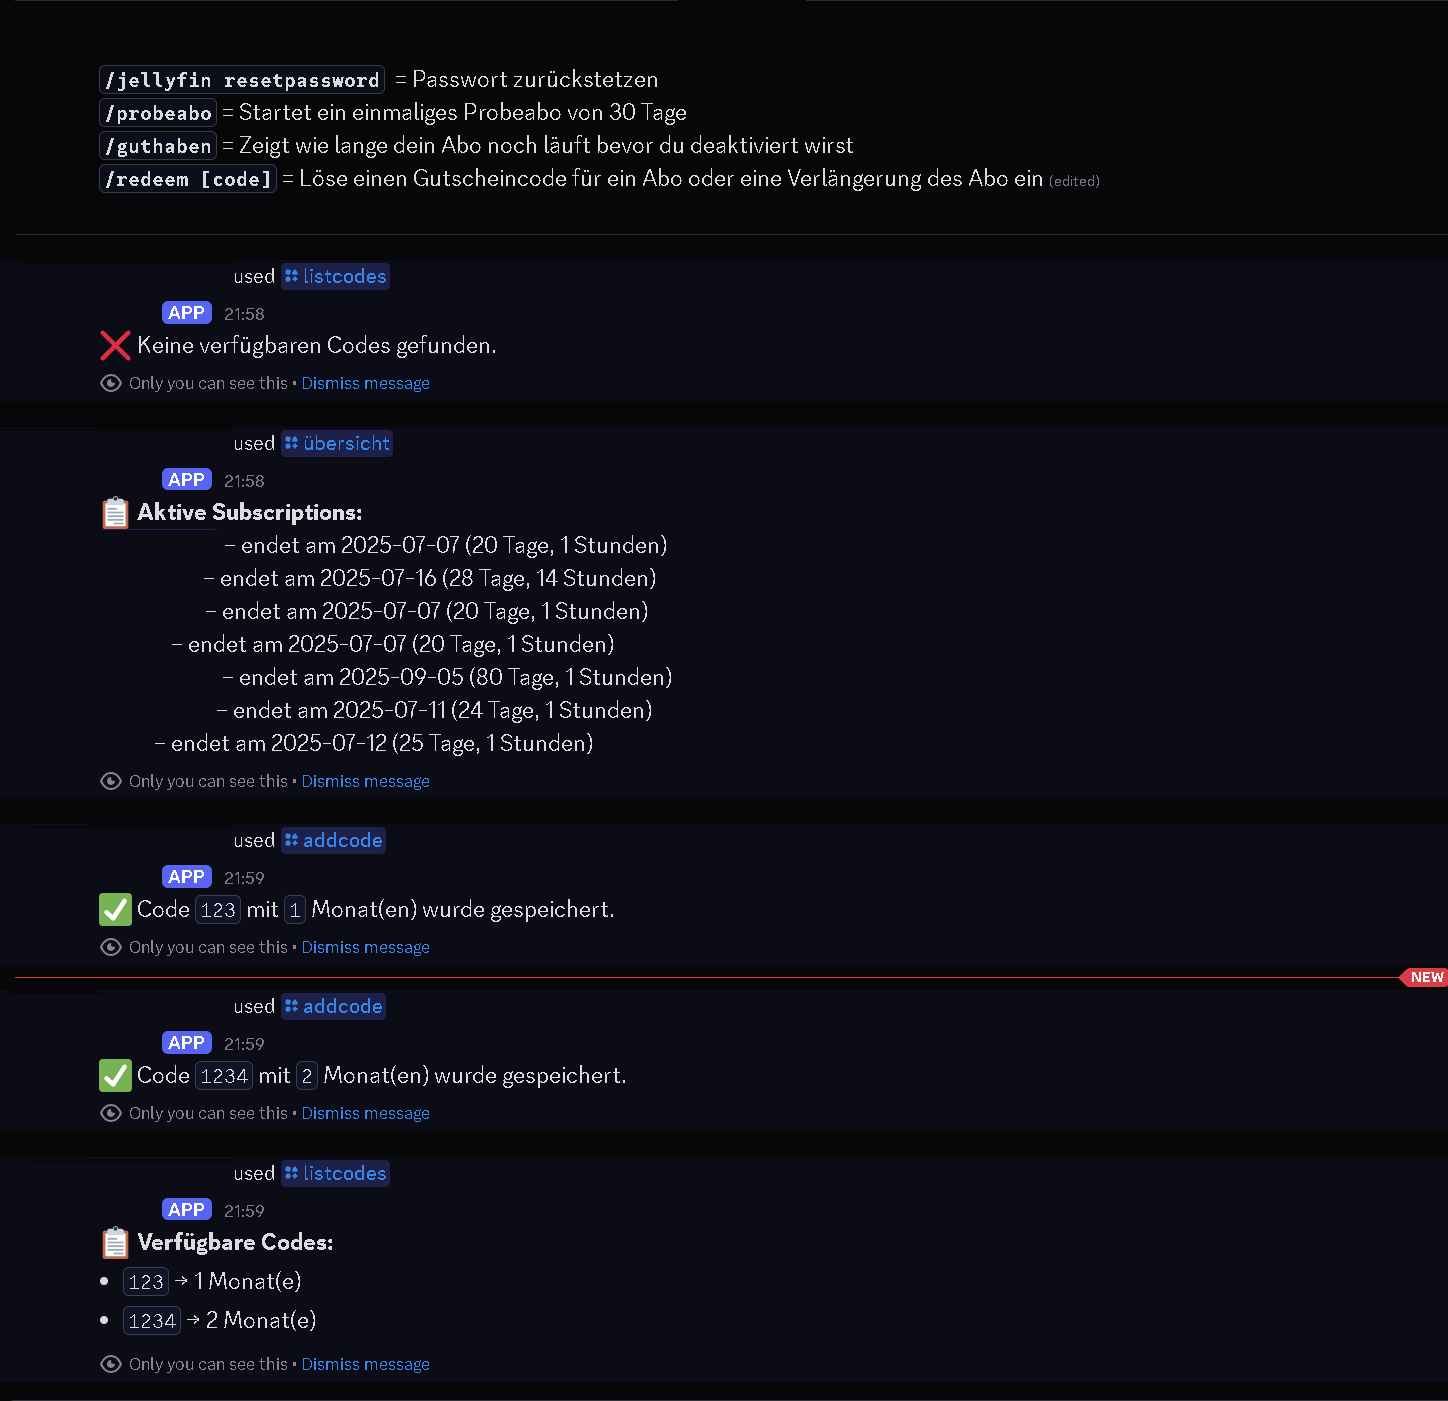 /jellyfin resetpassword = Passwort zurückstetzen
/probeabo = Startet ein einmaliges Probeabo von 30 Tage
/guthaben = Zeigt wie lange dein Abo noch läuft bevor du deaktiviert wirst
/redeem [code] = Löse einen Gutscheincode für ein Abo oder eine Verlängerung des Abo ein (edited)
used listcodes
APP 21:58
❌ Keine verfügbaren Codes gefunden.
Only you can see this • Dismiss message
used übersicht
APP 21:58
📋 Aktive Subscriptions:
– endet am 2025-07-07 (20 Tage, 1 Stunden)
– endet am 2025-07-16 (28 Tage, 14 Stunden)
– endet am 2025-07-07 (20 Tage, 1 Stunden)
– endet am 2025-07-07 (20 Tage, 1 Stunden)
– endet am 2025-09-05 (80 Tage, 1 Stunden)
– endet am 2025-07-11 (24 Tage, 1 Stunden)
– endet am 2025-07-12 (25 Tage, 1 Stunden)
Only you can see this • Dismiss message
used addcode
APP 21:59
✅ Code 123 mit 1 Monat(en) wurde gespeichert.
Only you can see this • Dismiss message
NEW
used addcode
APP 21:59
✅ Code 1234 mit 2 Monat(en) wurde gespeichert.
Only you can see this • Dismiss message
used listcodes
APP 21:59
📋 Verfügbare Codes:
• 123 → 1 Monat(e)
• 1234 → 2 Monat(e)
Only you can see this • Dismiss message